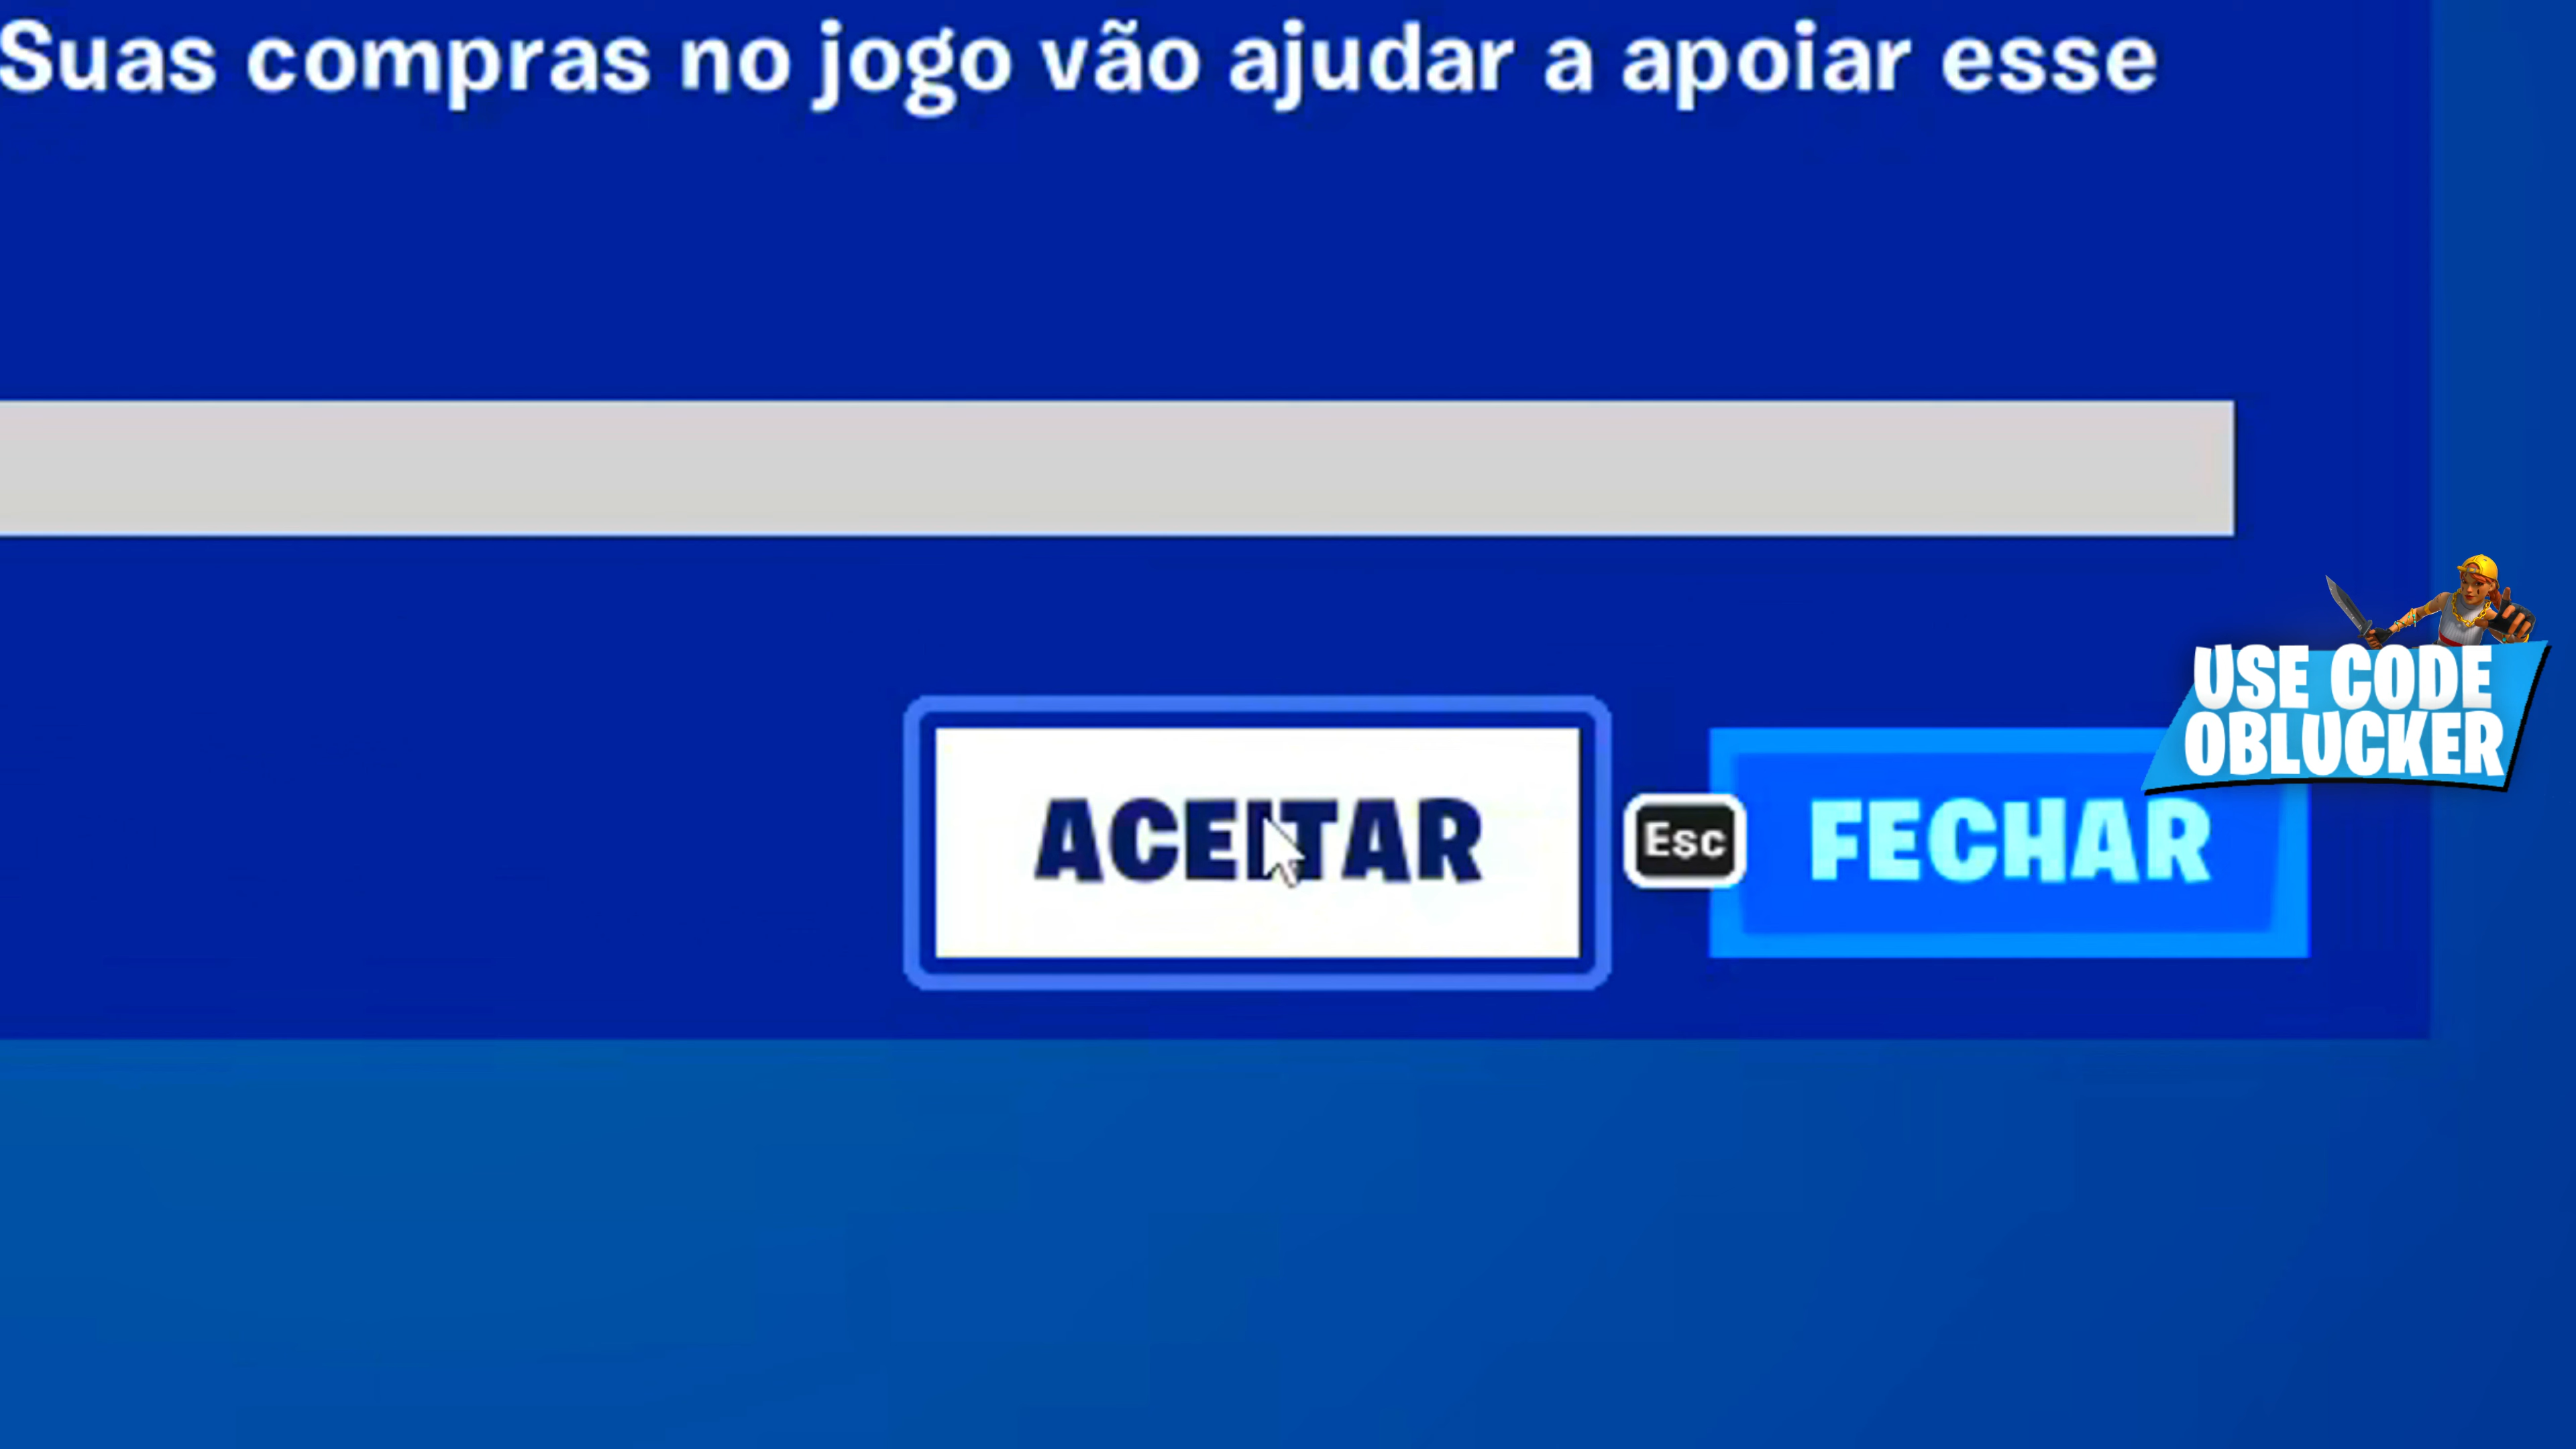 Suas compras no jogo vão ajudar a apoiar esse
USE CODE
OBLUCKER
ACEITAR
Esc
FECHAR